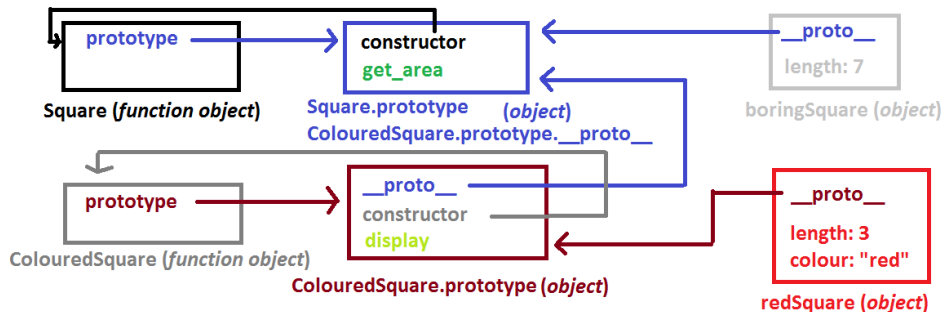 prototype
constructor
get_area
__proto__
length: 7
Square (function object)
Square.prototype (object)
ColouredSquare.prototype.__proto__
boringSquare (object)
prototype
__proto__
constructor
display
__proto__
length: 3
colour: "red"
ColouredSquare (function object)
ColouredSquare.prototype (object)
redSquare (object)